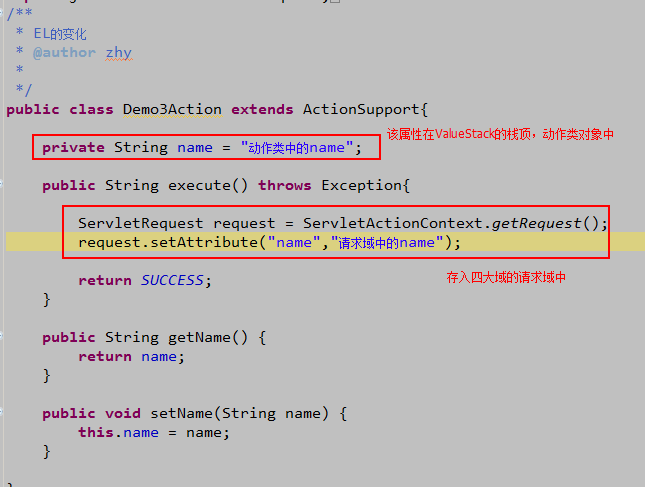 /**
* EL的变化
* @author zhy
*
*/
public class Demo3Action extends ActionSupport{
该属性在ValueStack的栈顶，动作类对象中
private String name = "动作类中的name";
public String execute() throws Exception{
ServletRequest request = ServletActionContext.getRequest();
request.setAttribute("name","请求域中的name");
return SUCCESS;
存入四大域的请求域中
}
public String getName() {
return name;
}
public void setName(String name) {
this.name = name;
}